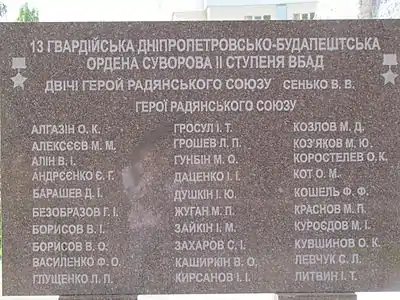 13 ГВАРДІЙСЬКА ДНІПРОПЕТРОВСЬКО-БУДАПЕШТСЬКА
ОРДЕНА СУВОРОВА ІІ СТУПЕНЯ ВБАД
ДВІЧІ ГЕРОЙ РАДЯНСЬКОГО СОЮЗУ СЕНЬКО В. В.
ГЕРОЇ РАДЯНСЬКОГО СОЮЗУ
АЛГАЗІН О. К.
АЛЕКСЄЄВ М. М.
АЛІН В. І.
АНДРЄЄНКО Є. Г.
БАРАШЕВ Д. І.
БЕЗОБРАЗОВ Г. І.
БОРИСОВ В. І.
БОРИСОВ В. О.
ВАСИЛЕНКО Ф. О.
ГЛУЩЕНКО Л. П.
ГРОСУЛ І. Т.
ГРОШЕВ Л. П.
ГУНБІН М. О.
ДАЦЕНКО І. І.
ДУШКІН І. Ю.
ЖУГАН М. П.
ЗАЙКІН І. М.
ЗАХАРОВ С. І.
КАШИРКІН В. О.
КИРСАНОВ І. І.
КОЗЛОВ М. Д.
КОЗ'ЯКОВ М. Ю.
КОРОСТЕЛЕВ О. К.
КОТ О. М.
КОШЕЛЬ Ф. Ф.
КРАСНОВ М. П.
КУРОЄДОВ М. І.
КУВШИНОВ О. К.
ЛЕВЧУК С. Л.
ЛИТВИН І. Т.